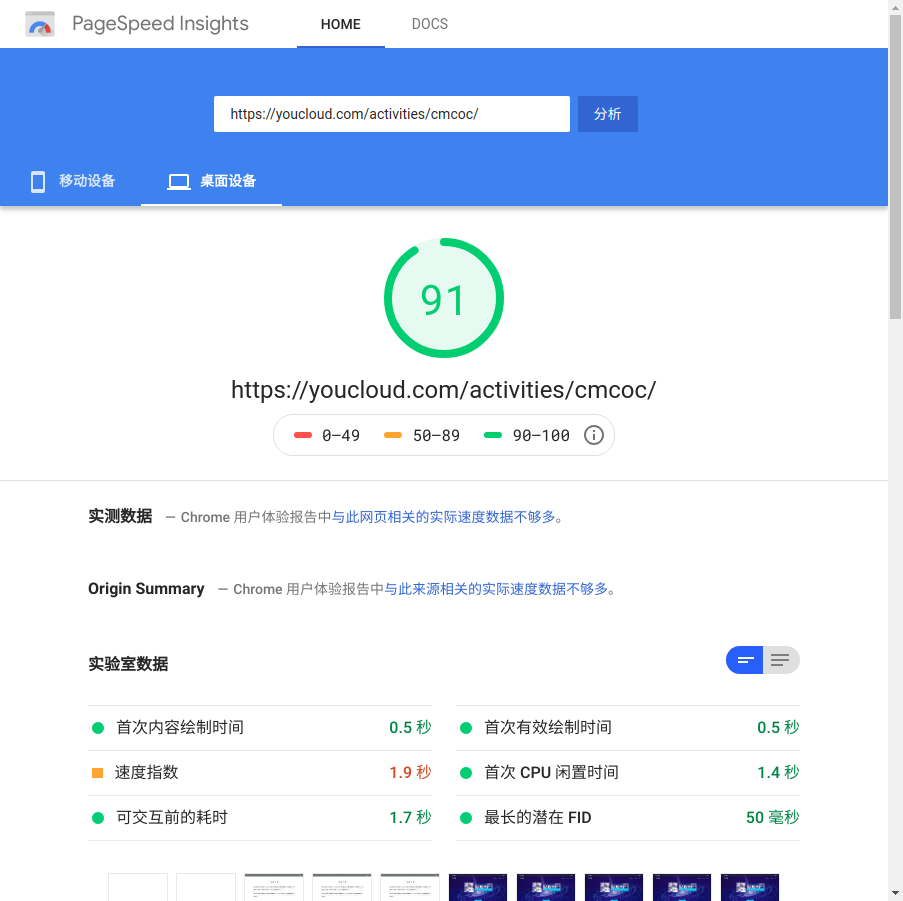 PageSpeed Insights
HOME
DOCS
https://youcloud.com/activities/cmcoc/
分析
移动设备
桌面设备
91
https://youcloud.com/activities/cmcoc/
0–49
50–89
90–100
实测数据 — Chrome 用户体验报告中与此网页相关的实际速度数据不够多。
Origin Summary — Chrome 用户体验报告中与此来源相关的实际速度数据不够多。
实验室数据
首次内容绘制时间 0.5 秒
首次有效绘制时间 0.5 秒
速度指数 1.9 秒
首次 CPU 闲置时间 1.4 秒
可交互前的耗时 1.7 秒
最长的潜在 FID 50 毫秒